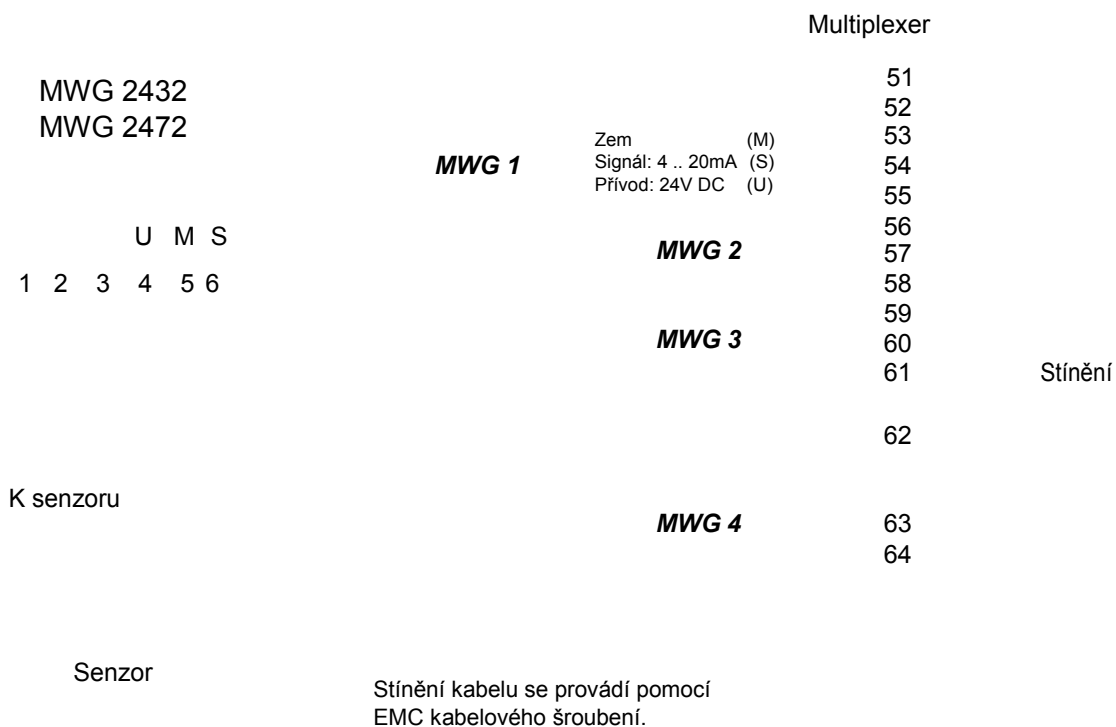 Multiplexer
MWG 2432
MWG 2472
MWG 1
Zem (M)
Signál: 4 .. 20mA (S)
Přívod: 24V DC (U)
51
52
53
54
55
56
57
58
59
60
61
62
63
64
U M S
1 2 3 4 5 6
MWG 2
MWG 3
Stínění
K senzoru
MWG 4
Senzor
Stínění kabelu se provádí pomocí
EMC kabelového šroubení.